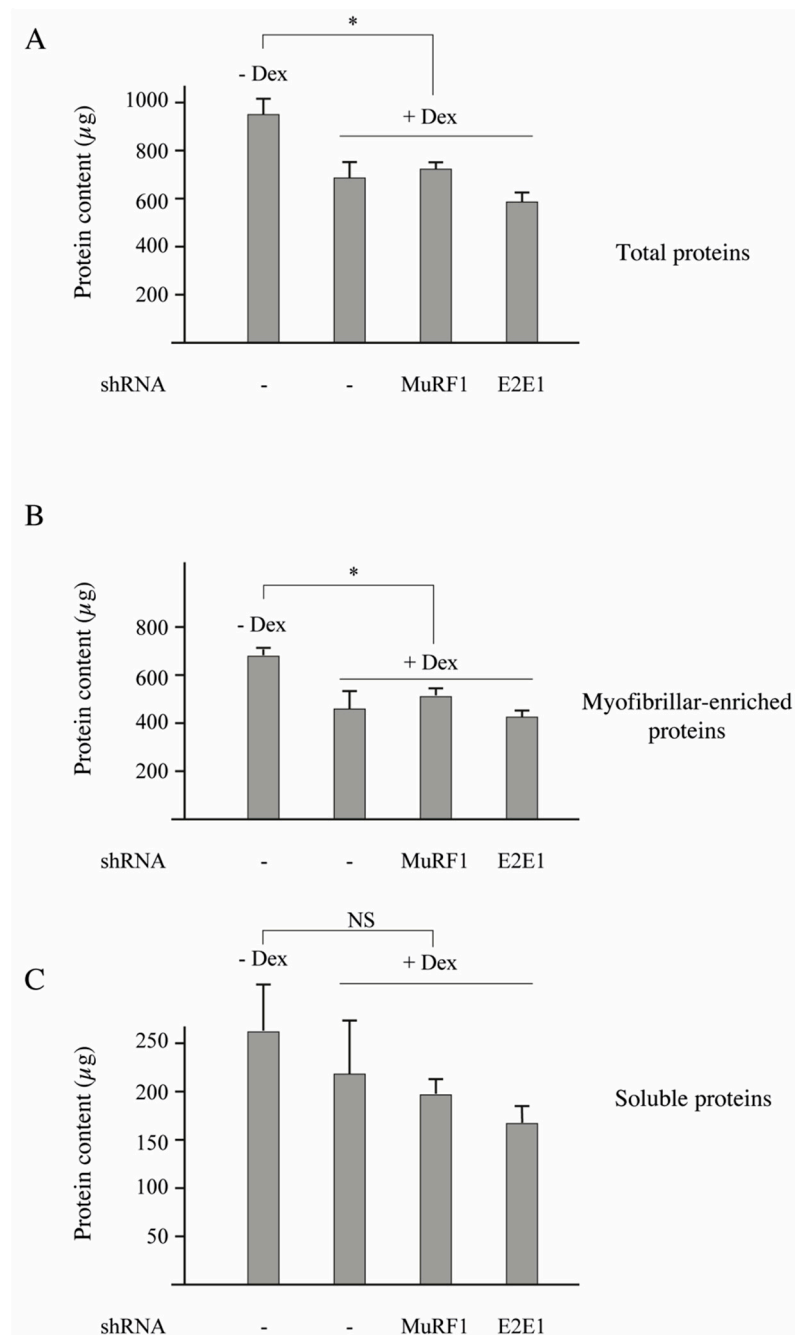 A
*
- Dex
+ Dex
Protein content (µg)
1000
800
600
400
200
Total proteins
shRNA - - MuRF1 E2E1
B
*
- Dex
+ Dex
Protein content (µg)
800
600
400
200
Myofibrillar-enriched
proteins
shRNA - - MuRF1 E2E1
NS
- Dex
+ Dex
C
Protein content (µg)
250
200
150
100
50
Soluble proteins
shRNA - - MuRF1 E2E1